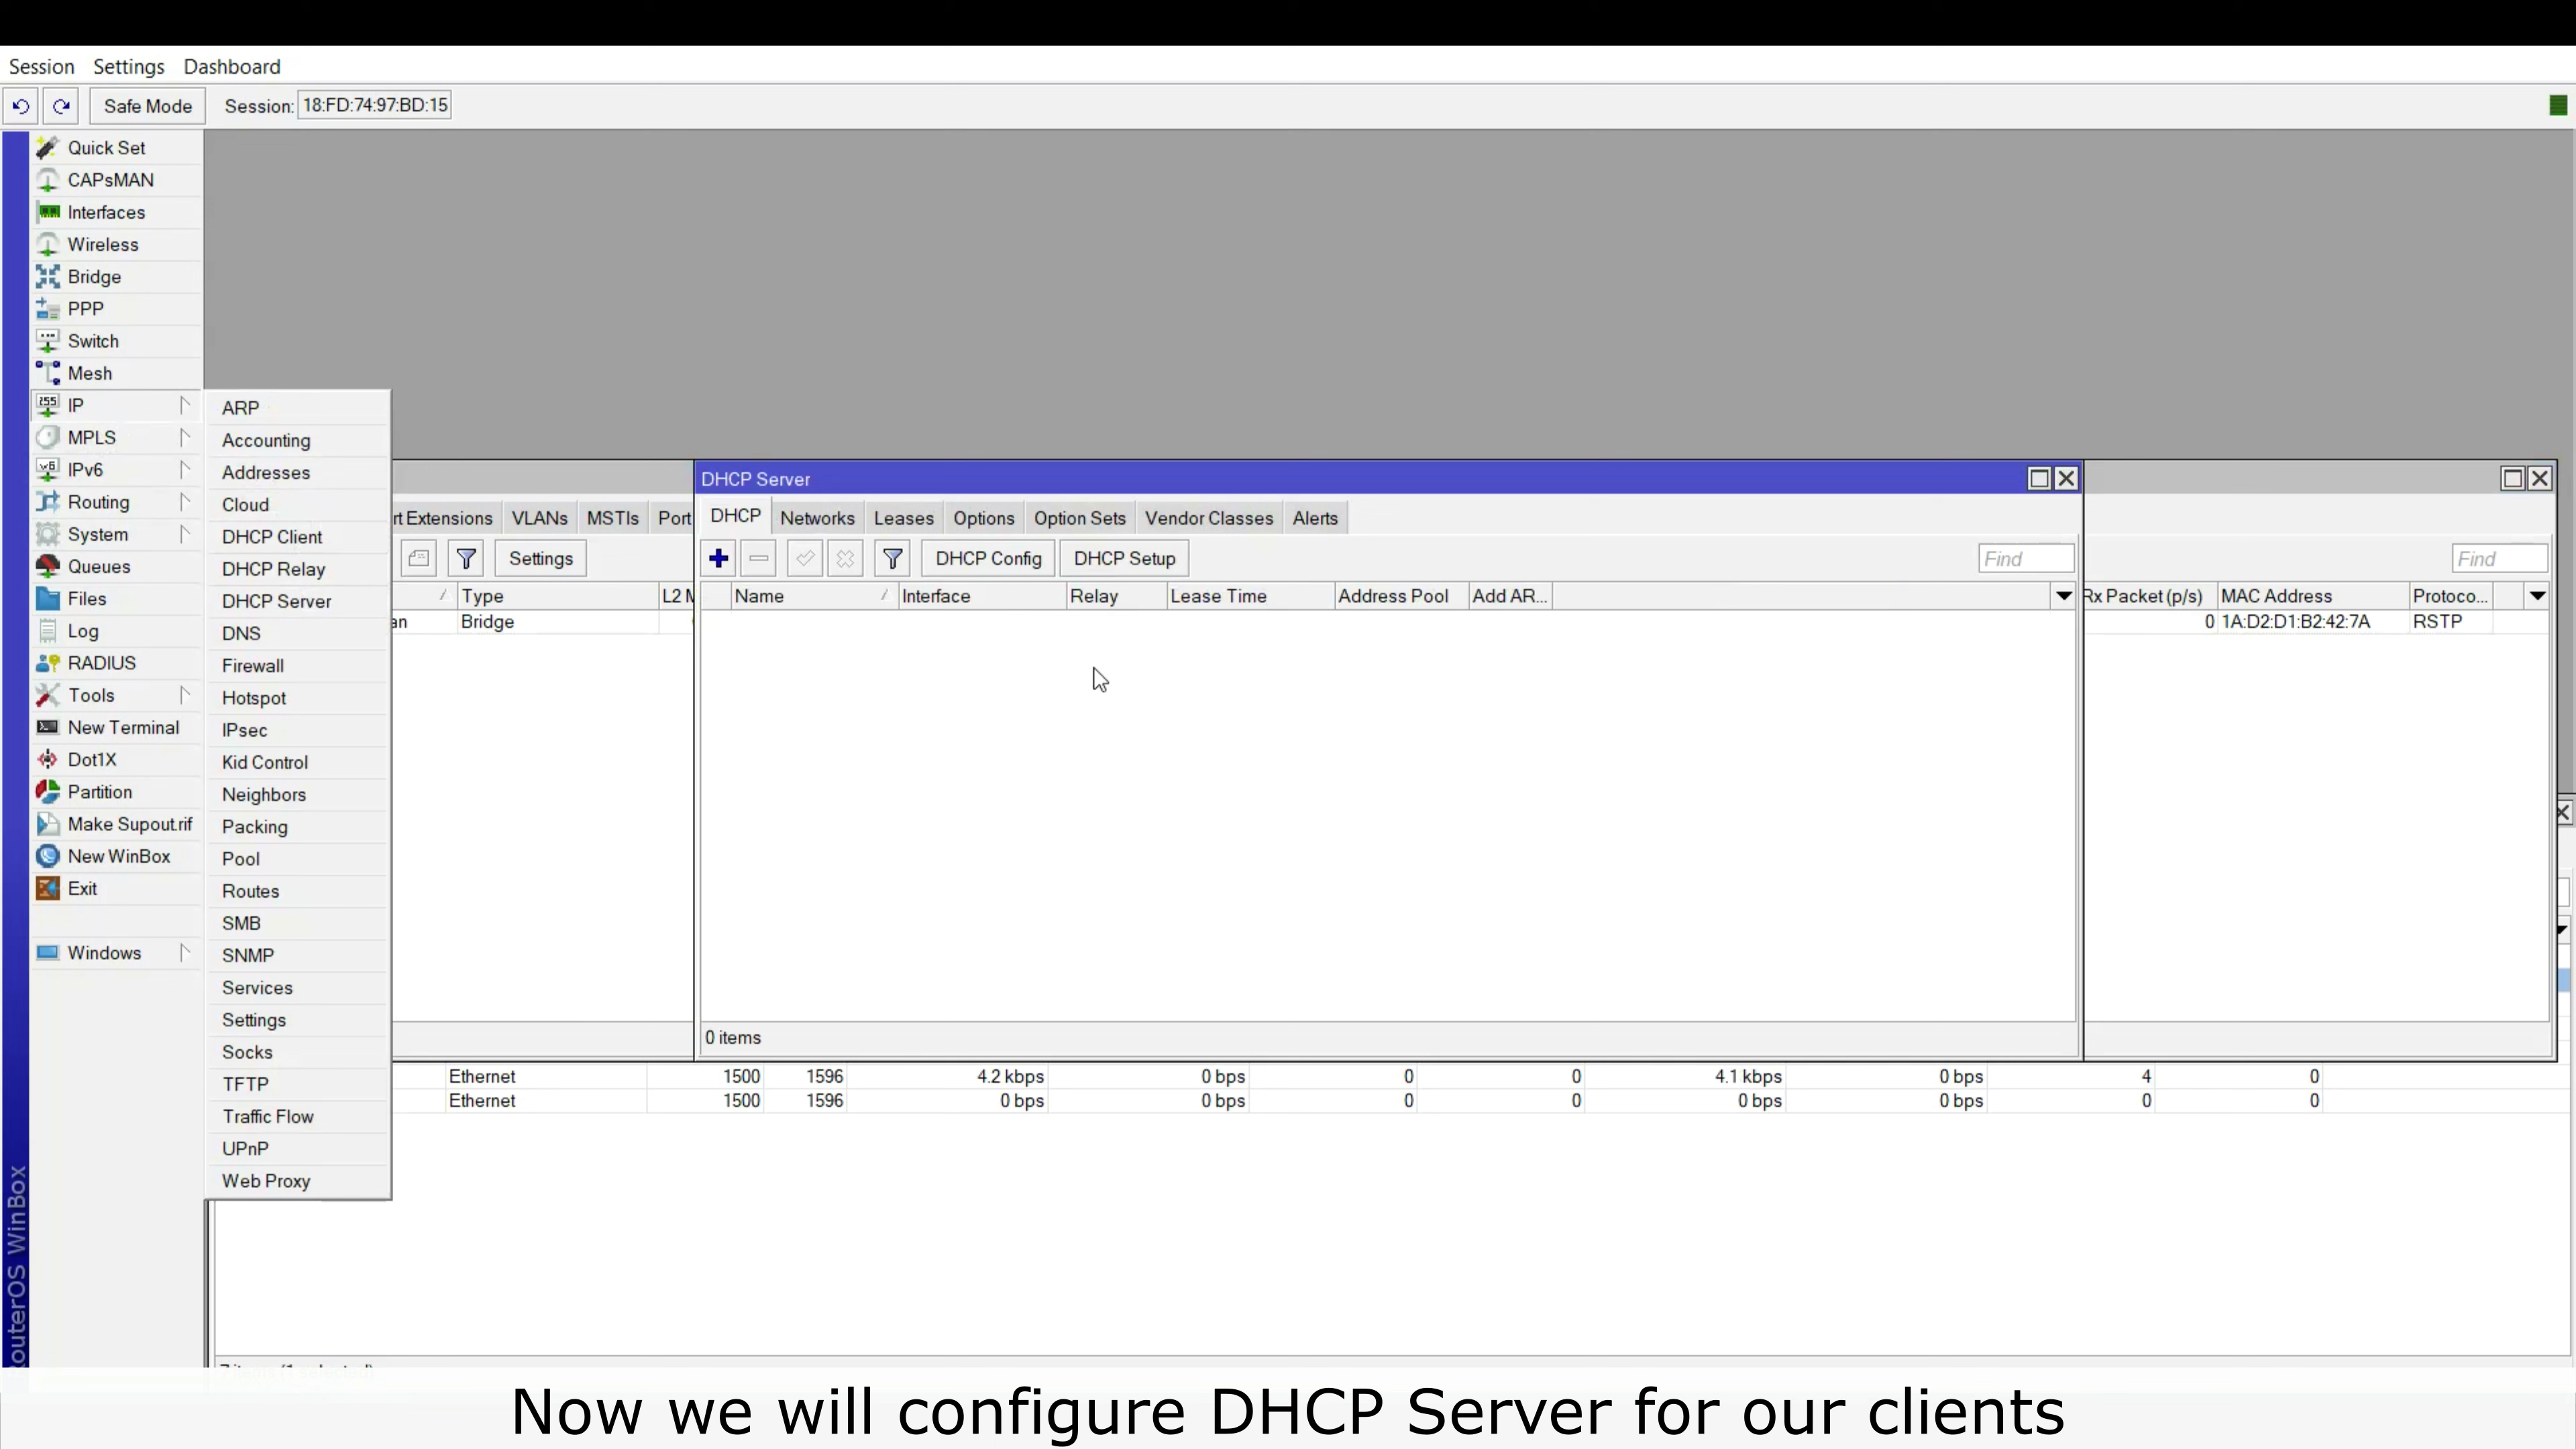 Session Settings Dashboard
Safe Mode Session: 18:FD:74:97:BD:15
Quick Set
CAPsMAN
Interfaces
Wireless
Bridge
PPP
Switch
Mesh
IP
MPLS
IPv6
Routing
System
Queues
Files
Log
RADIUS
Tools
New Terminal
Dot1X
Partition
Make Supout.rif
New WinBox
Exit
Windows
RouterOS WinBox
ARP
Accounting
Addresses
Cloud
DHCP Client
DHCP Relay
DHCP Server
DNS
Firewall
Hotspot
IPsec
Kid Control
Neighbors
Packing
Pool
Routes
SMB
SNMP
Services
Settings
Socks
TFTP
Traffic Flow
UPnP
Web Proxy
rt Extensions VLANs MSTIs Port
Settings
Type L2 M
an Bridge
DHCP Server
DHCP Networks Leases Options Option Sets Vendor Classes Alerts
DHCP Config DHCP Setup Find
Name Interface Relay Lease Time Address Pool Add AR...
0 items
Find
Rx Packet (p/s) MAC Address Protoco...
0 1A:D2:D1:B2:42:7A RSTP
Ethernet 1500 1596 4.2 kbps 0 bps 0 0 4.1 kbps 0 bps 4 0
Ethernet 1500 1596 0 bps 0 bps 0 0 0 bps 0 bps 0 0
Now we will configure DHCP Server for our clients